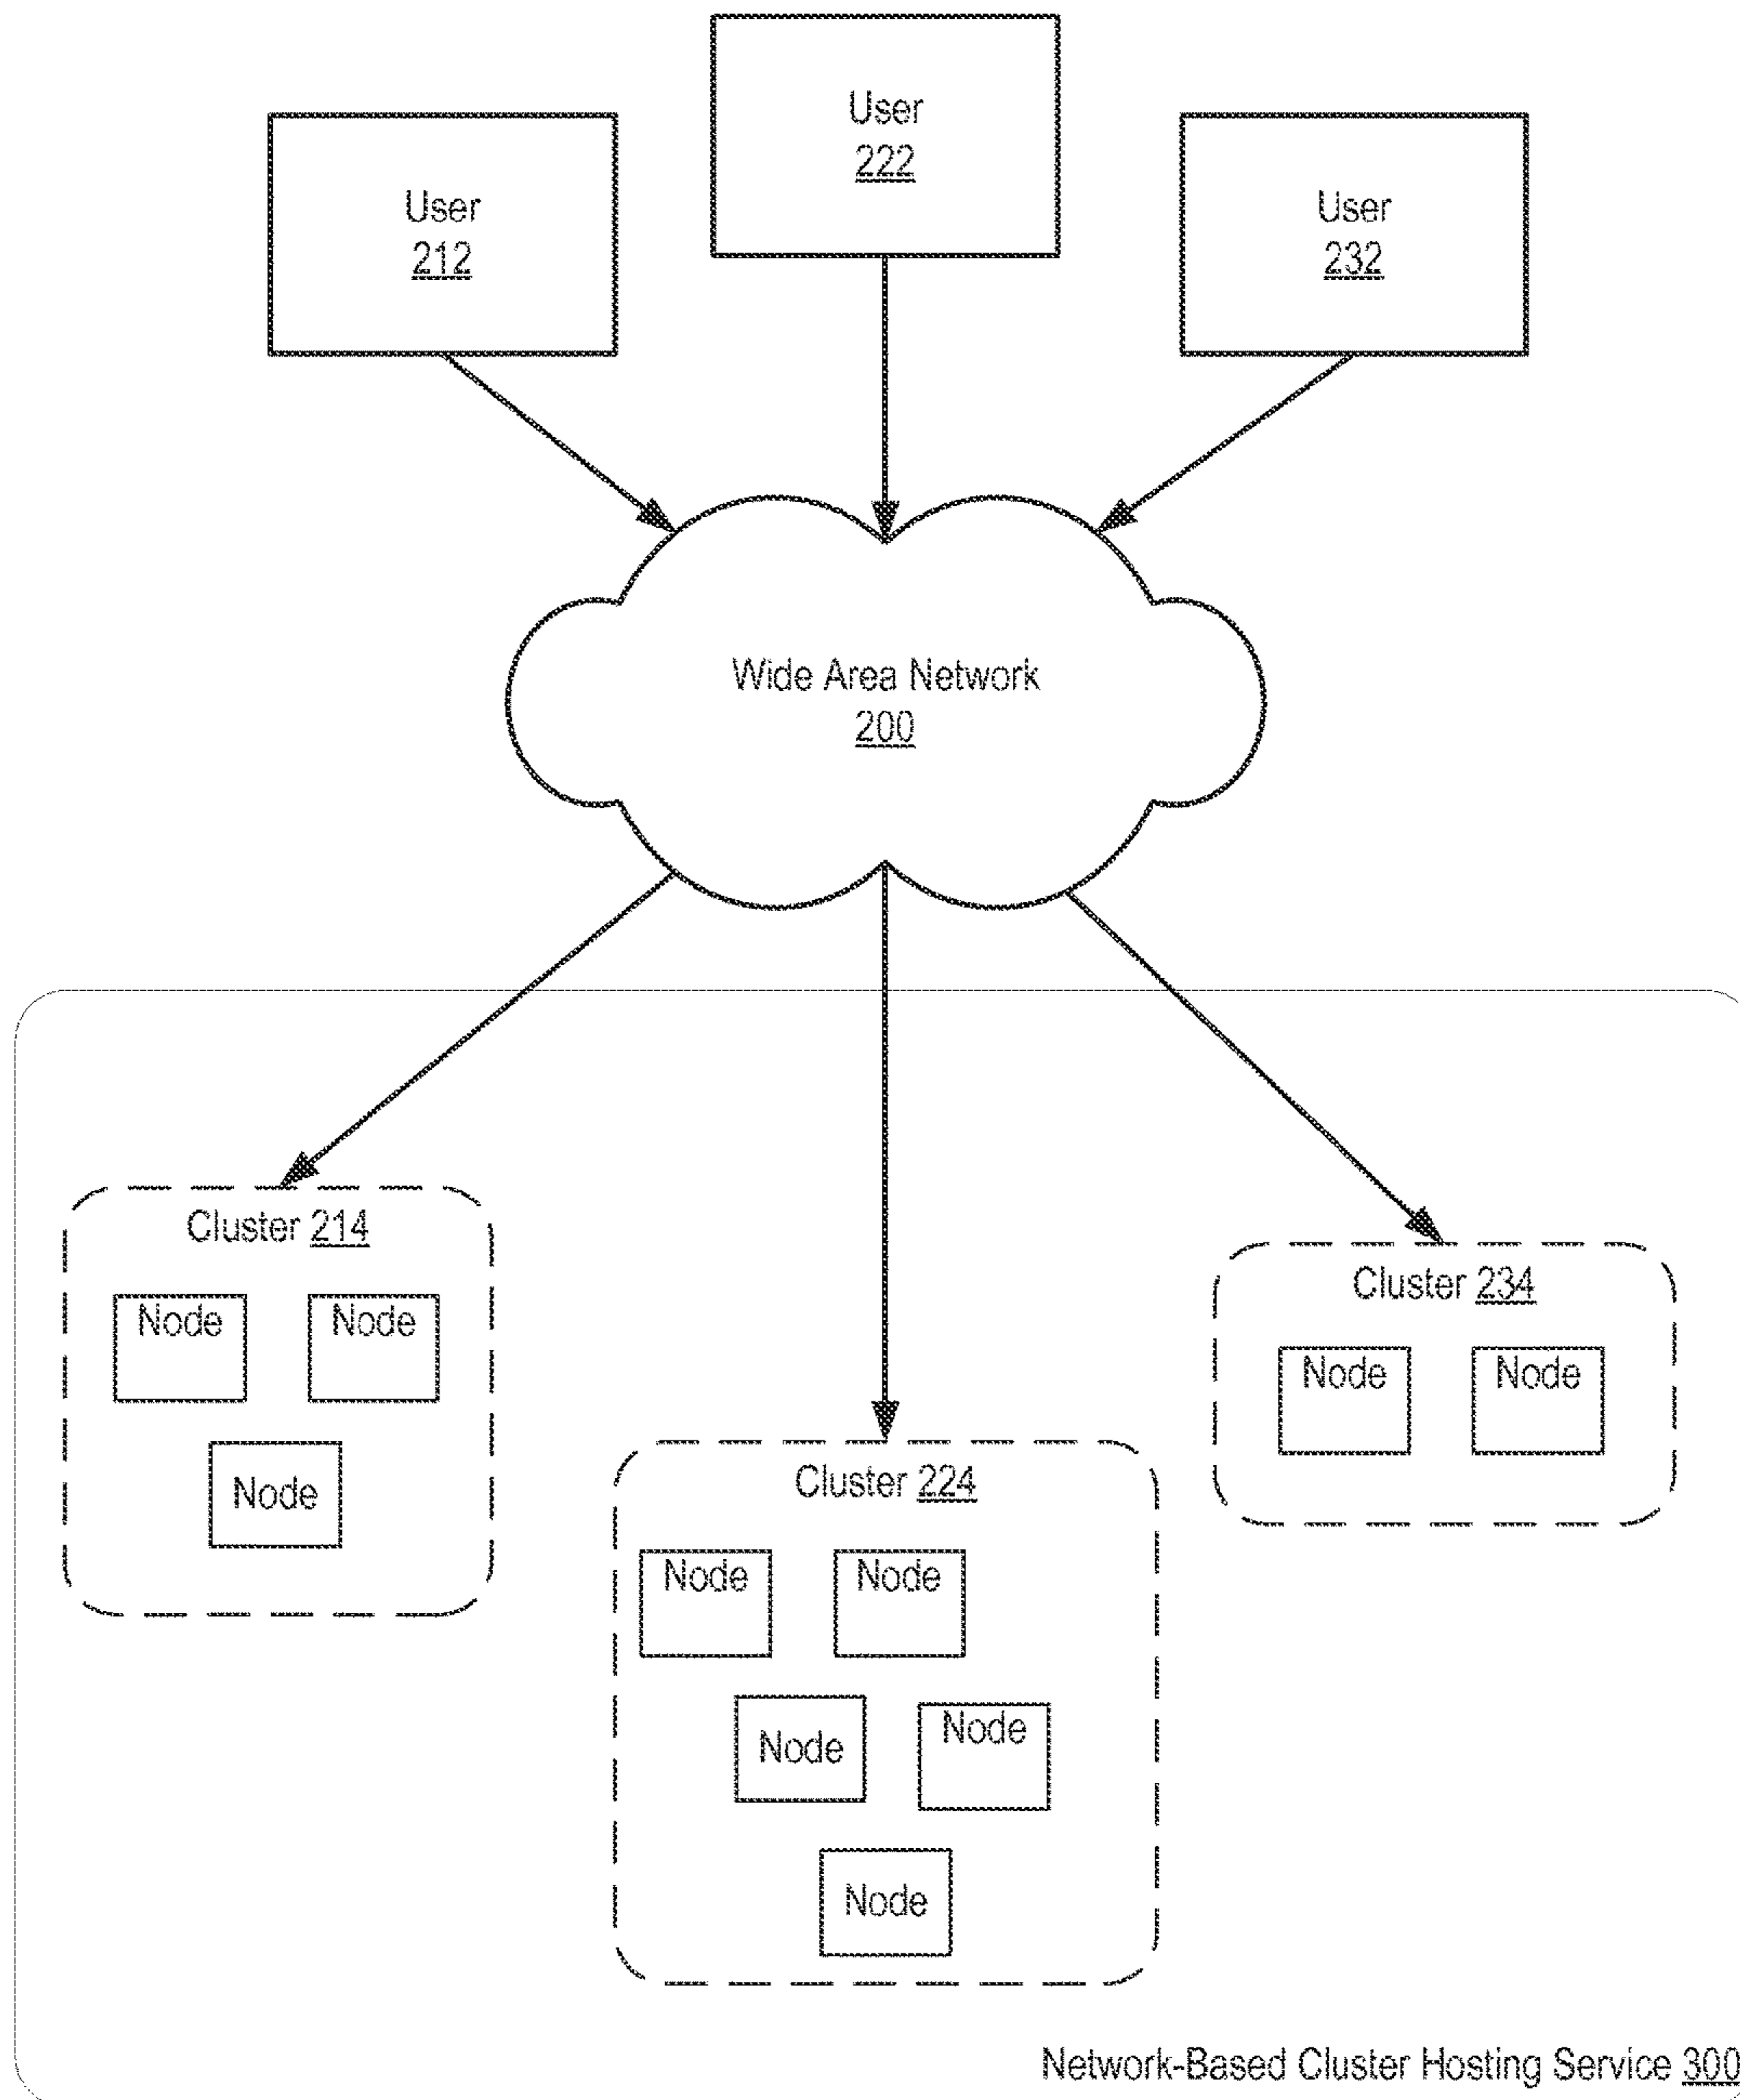 User
222
User
212
User
232
Wide Area Network
200
Cluster 214
Node
Node
Node
Cluster 234
Node
Node
Cluster 224
Node
Node
Node
Node
Node
Network-Based Cluster Hosting Service 300